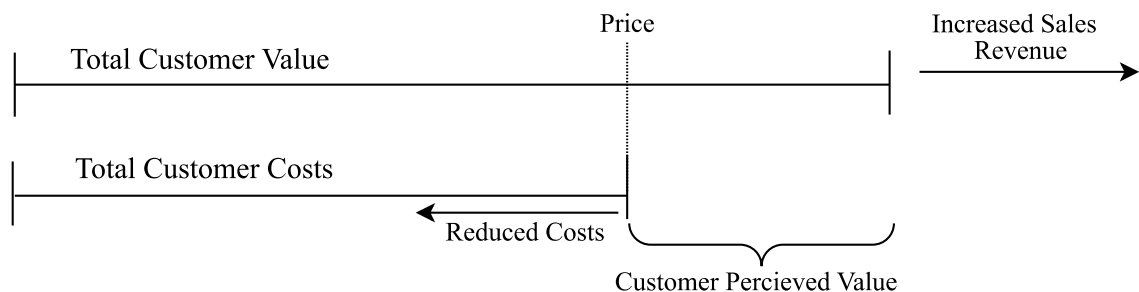 Price
Increased Sales
Revenue
Total Customer Value
Total Customer Costs
Reduced Costs
Customer Percieved Value